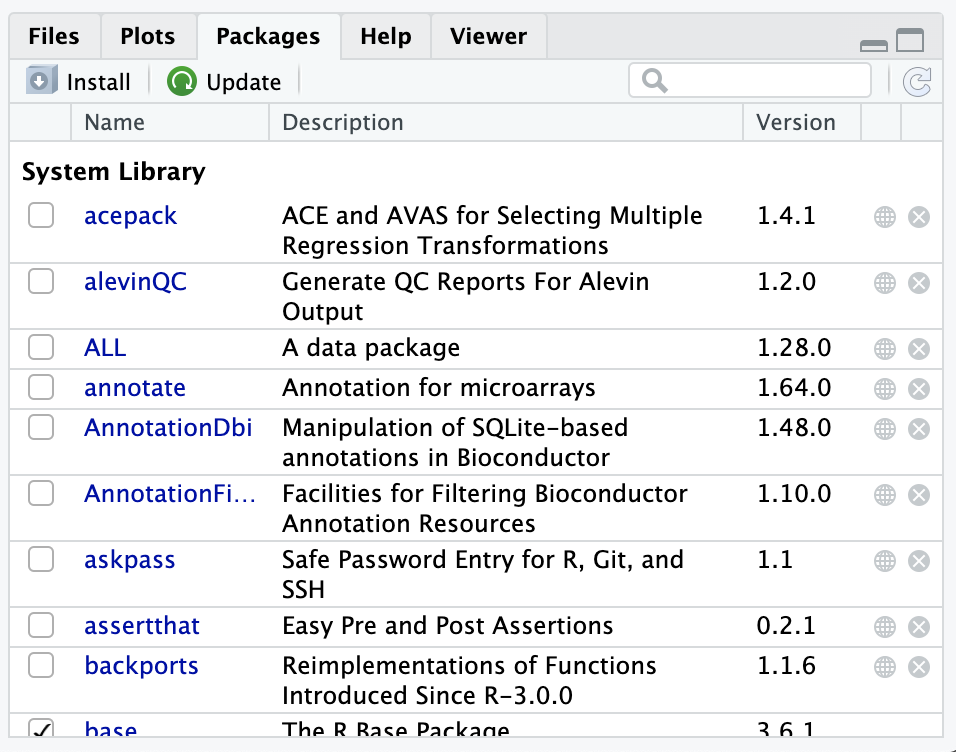 Files Plots Packages Help Viewer
Install Update
Name Description Version
System Library
acepack ACE and AVAS for Selecting Multiple 1.4.1
Regression Transformations
alevinQC Generate QC Reports For Alevin 1.2.0
Output
ALL A data package 1.28.0
annotate Annotation for microarrays 1.64.0
AnnotationDbi Manipulation of SQLite-based 1.48.0
annotations in Bioconductor
AnnotationFi... Facilities for Filtering Bioconductor 1.10.0
Annotation Resources
askpass Safe Password Entry for R, Git, and 1.1
SSH
assertthat Easy Pre and Post Assertions 0.2.1
backports Reimplementations of Functions 1.1.6
Introduced Since R-3.0.0
base The R Base Package 3.6.1